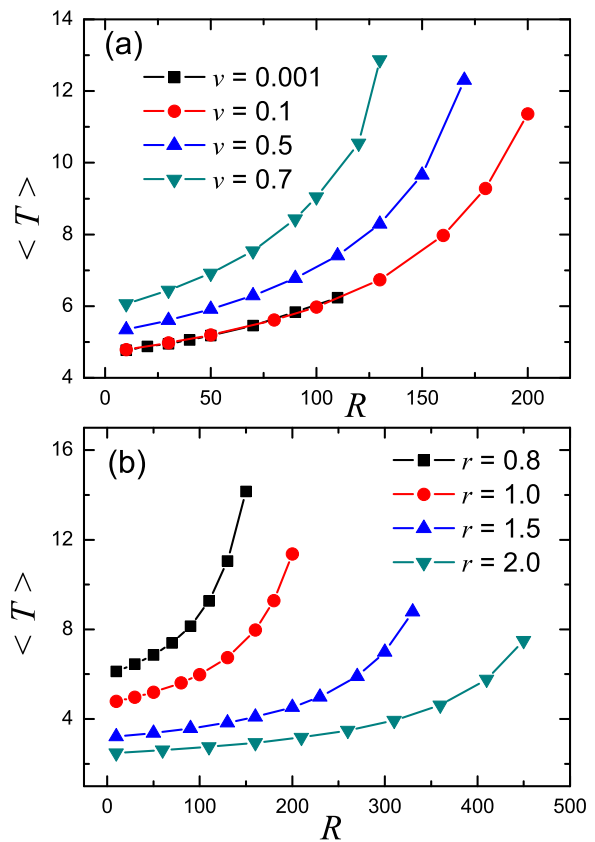 (a)
v = 0.001
v = 0.1
v = 0.5
v = 0.7
14
12
10
8
6
4
< T >
50
100
150
200
R
(b)
r = 0.8
r = 1.0
r = 1.5
r = 2.0
16
12
8
4
< T >
0
100
200
300
400
500
R